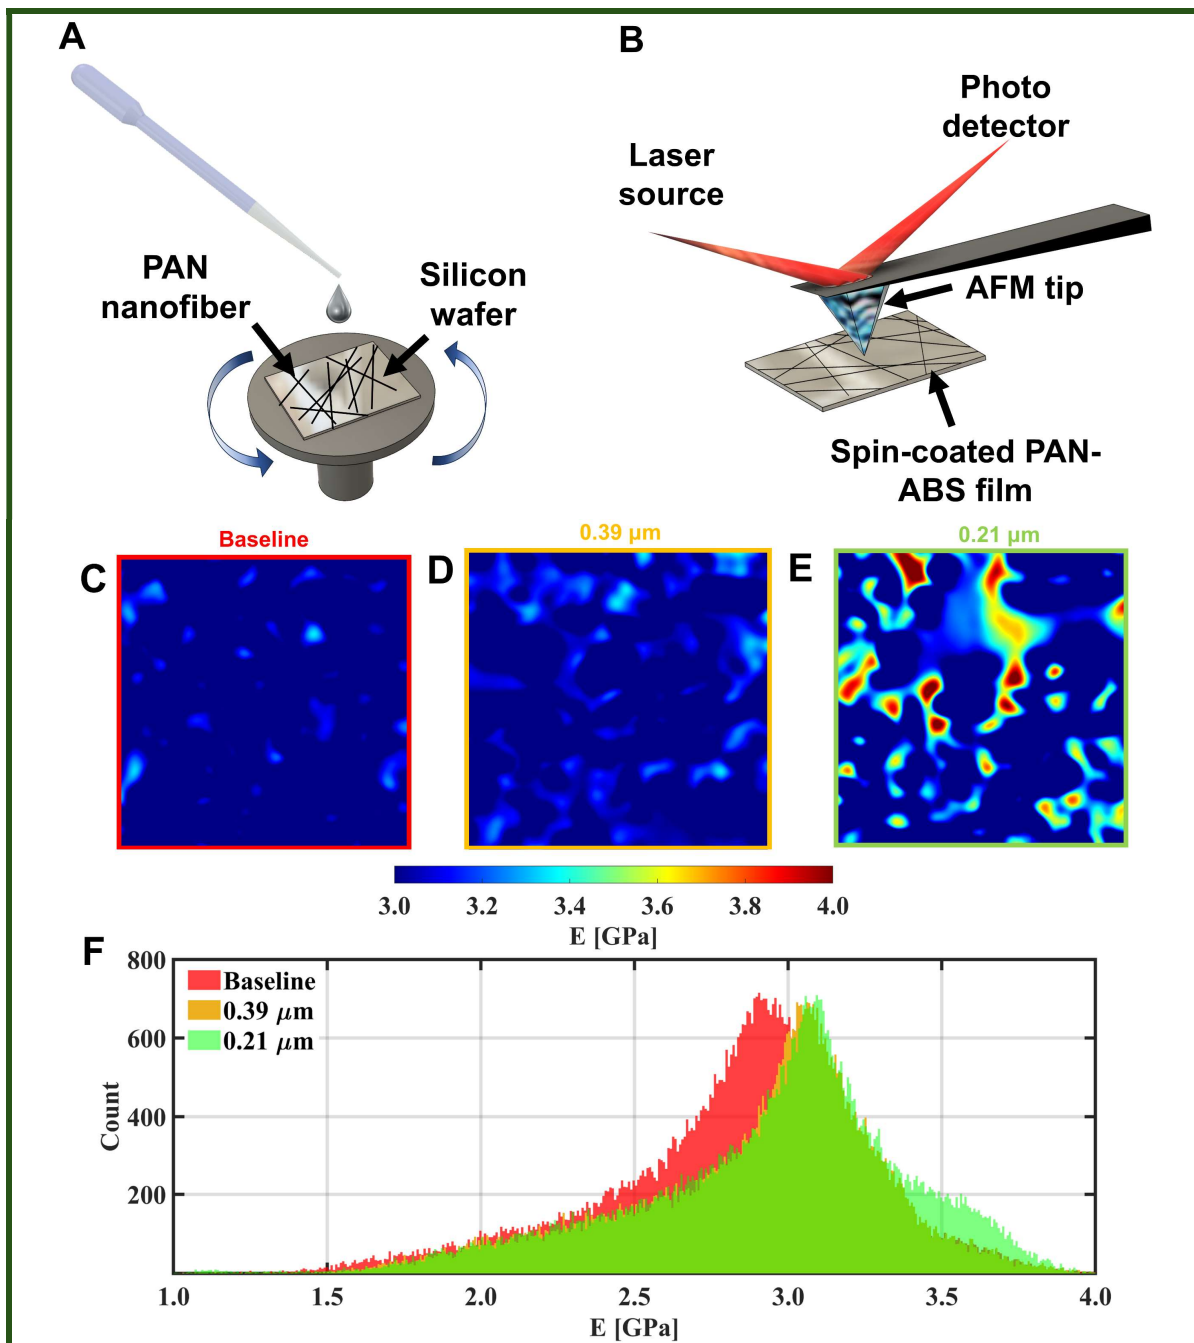 A
B
Photo
detector
Laser
source
PAN
nanofiber
Silicon
wafer
AFM tip
Spin-coated PAN-
ABS film
Baseline
0.39 μm
0.21 μm
C
D
E
3.0 3.2 3.4 3.6 3.8 4.0
E [GPa]
F
800
600
400
200
Count
Baseline
0.39 μm
0.21 μm
1.0 1.5 2.0 2.5 3.0 3.5 4.0
E [GPa]